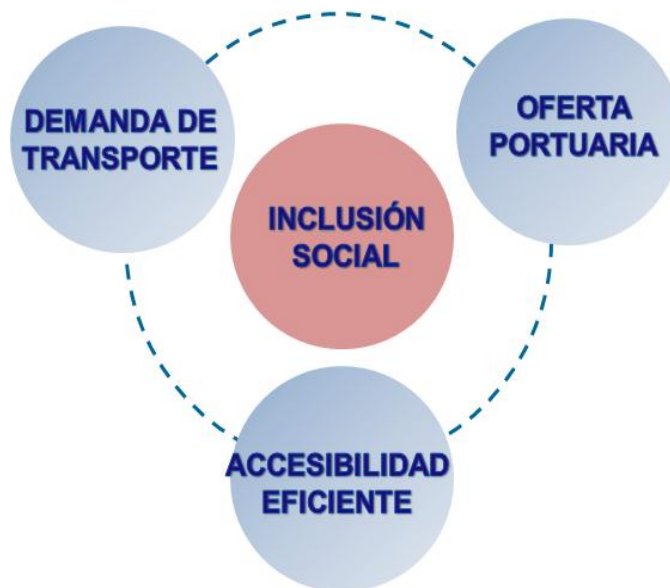 DEMANDA DE
TRANSPORTE
OFERTA
PORTUARIA
INCLUSIÓN
SOCIAL
ACCESIBILIDAD
EFICIENTE